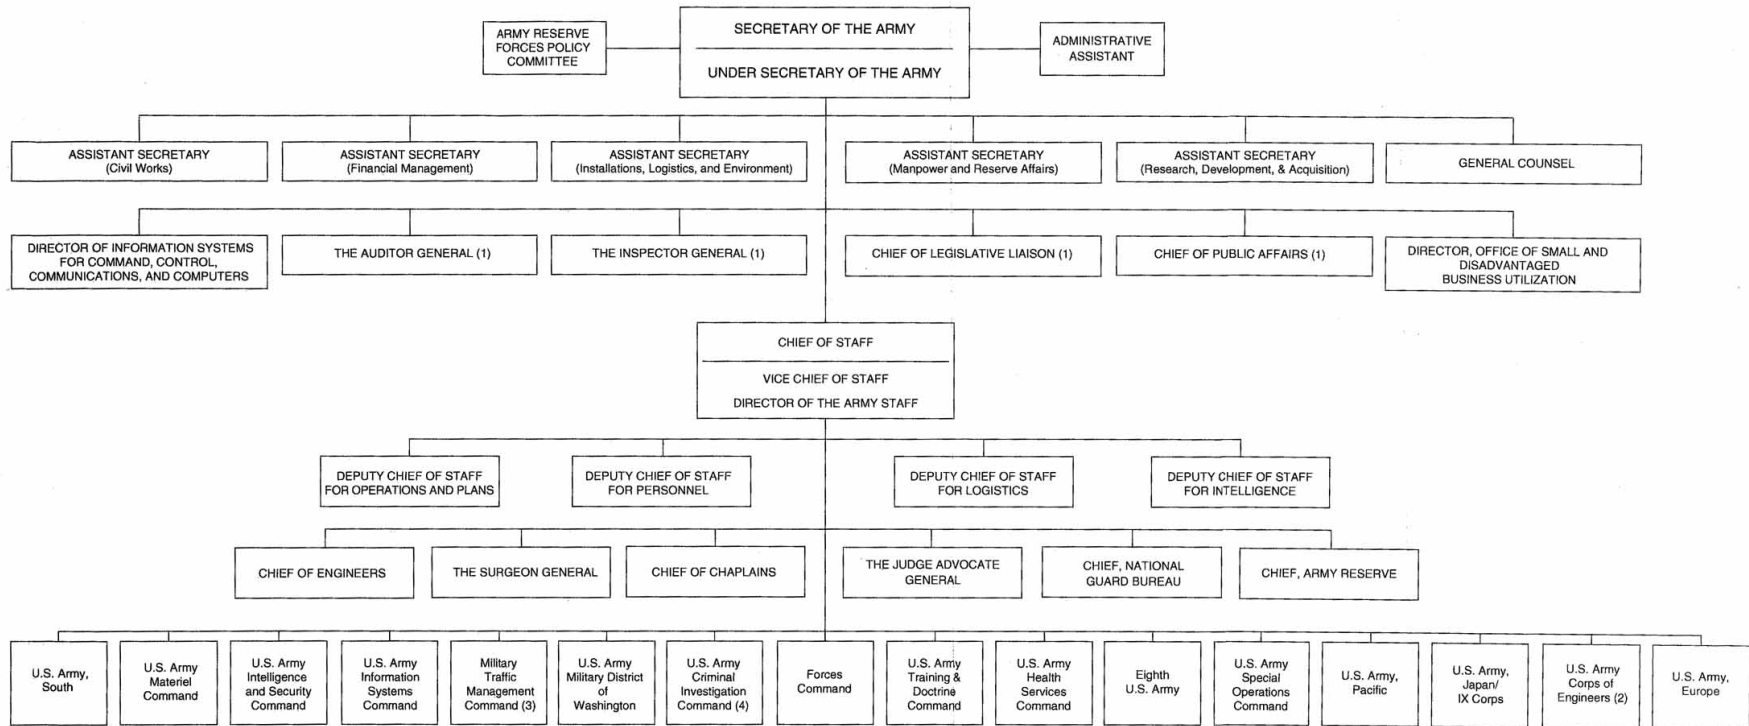 ARMY RESERVE
FORCES POLICY
COMMITTEE
SECRETARY OF THE ARMY
UNDER SECRETARY OF THE ARMY
ADMINISTRATIVE
ASSISTANT
ASSISTANT SECRETARY
(Civil Works)
ASSISTANT SECRETARY
(Financial Management)
ASSISTANT SECRETARY
(Installations, Logistics, and Environment)
ASSISTANT SECRETARY
(Manpower and Reserve Affairs)
ASSISTANT SECRETARY
(Research, Development, & Acquisition)
GENERAL COUNSEL
DIRECTOR OF INFORMATION SYSTEMS
FOR COMMAND, CONTROL,
COMMUNICATIONS, AND COMPUTERS
THE AUDITOR GENERAL (1)
THE INSPECTOR GENERAL (1)
CHIEF OF LEGISLATIVE LIAISON (1)
CHIEF OF PUBLIC AFFAIRS (1)
DIRECTOR, OFFICE OF SMALL AND
DISADVANTAGED
BUSINESS UTILIZATION
CHIEF OF STAFF
VICE CHIEF OF STAFF
DIRECTOR OF THE ARMY STAFF
DEPUTY CHIEF OF STAFF
FOR OPERATIONS AND PLANS
DEPUTY CHIEF OF STAFF
FOR PERSONNEL
DEPUTY CHIEF OF STAFF
FOR LOGISTICS
DEPUTY CHIEF OF STAFF
FOR INTELLIGENCE
CHIEF OF ENGINEERS
THE SURGEON GENERAL
CHIEF OF CHAPLAINS
THE JUDGE ADVOCATE
GENERAL
CHIEF, NATIONAL
GUARD BUREAU
CHIEF, ARMY RESERVE
U.S. Army,
South
U.S. Army
Materiel
Command
U.S. Army
Intelligence
and Security
Command
U.S. Army
Information
Systems
Command
Military
Traffic
Management
Command (3)
U.S. Army
Military District
of
Washington
U.S. Army
Criminal
Investigation
Command (4)
Forces
Command
U.S. Army
Training &
Doctrine
Command
U.S. Army
Health
Services
Command
Eighth
U.S. Army
U.S. Army
Special
Operations
Command
U.S. Army,
Pacific
U.S. Army,
Japan/
IX Corps
U.S. Army
Corps of
Engineers (2)
U.S. Army,
Europe